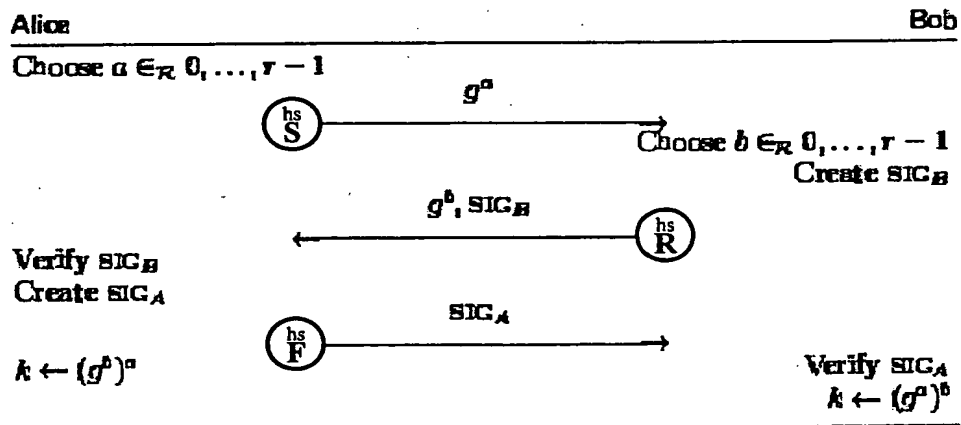 Alice
Bob
Choose a ∈R 0, ..., r − 1
g^a
hs
S
Choose b ∈R 0, ..., r − 1
Create SIG_B
g^b, SIG_B
hs
R
Verify SIG_B
Create SIG_A
SIG_A
hs
F
k ← (g^b)^a
Verify SIG_A
k ← (g^a)^b